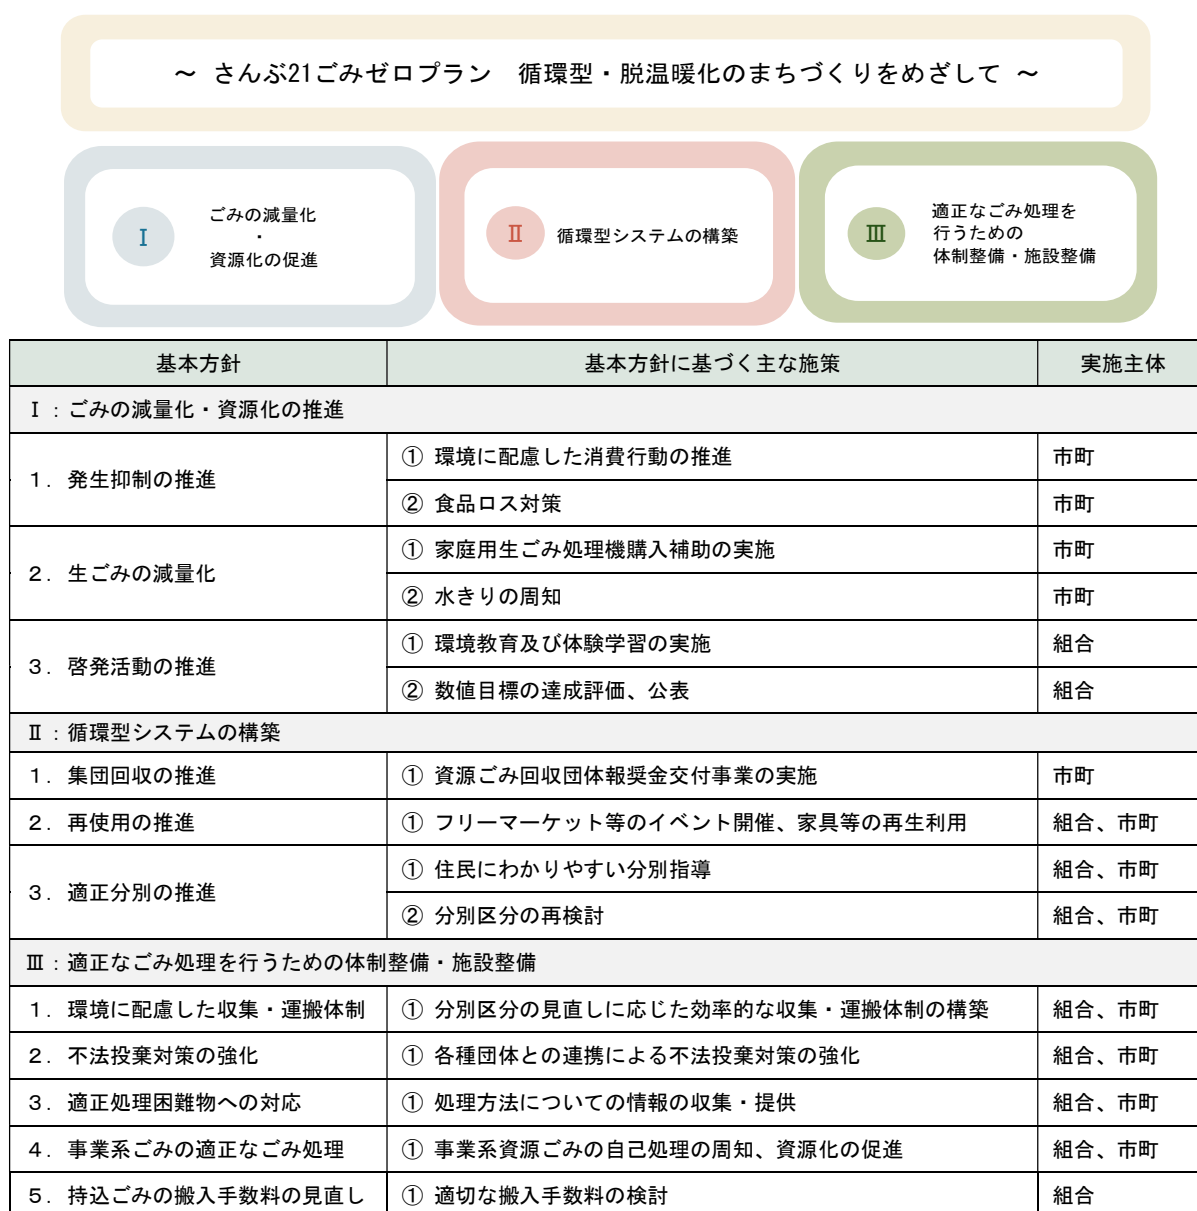 ～ さんぶ21ごみゼロプラン　循環型・脱温暖化のまちづくりをめざして ～
Ⅰ
ごみの減量化
・
資源化の促進
Ⅱ
循環型システムの構築
Ⅲ
適正なごみ処理を
行うための
体制整備・施設整備
基本方針 基本方針に基づく主な施策 実施主体
Ⅰ：ごみの減量化・資源化の推進
１．発生抑制の推進
① 環境に配慮した消費行動の推進 市町
② 食品ロス対策 市町
２．生ごみの減量化
① 家庭用生ごみ処理機購入補助の実施 市町
② 水きりの周知 市町
３．啓発活動の推進
① 環境教育及び体験学習の実施 組合
② 数値目標の達成評価、公表 組合
Ⅱ：循環型システムの構築
１．集団回収の推進 ① 資源ごみ回収団体報奨金交付事業の実施 市町
２．再使用の推進 ① フリーマーケット等のイベント開催、家具等の再生利用 組合、市町
３．適正分別の推進
① 住民にわかりやすい分別指導 組合、市町
② 分別区分の再検討 組合、市町
Ⅲ：適正なごみ処理を行うための体制整備・施設整備
１．環境に配慮した収集・運搬体制 ① 分別区分の見直しに応じた効率的な収集・運搬体制の構築 組合、市町
２．不法投棄対策の強化 ① 各種団体との連携による不法投棄対策の強化 組合、市町
３．適正処理困難物への対応 ① 処理方法についての情報の収集・提供 組合、市町
４．事業系ごみの適正なごみ処理 ① 事業系資源ごみの自己処理の周知、資源化の促進 組合、市町
５．持込ごみの搬入手数料の見直し ① 適切な搬入手数料の検討 組合